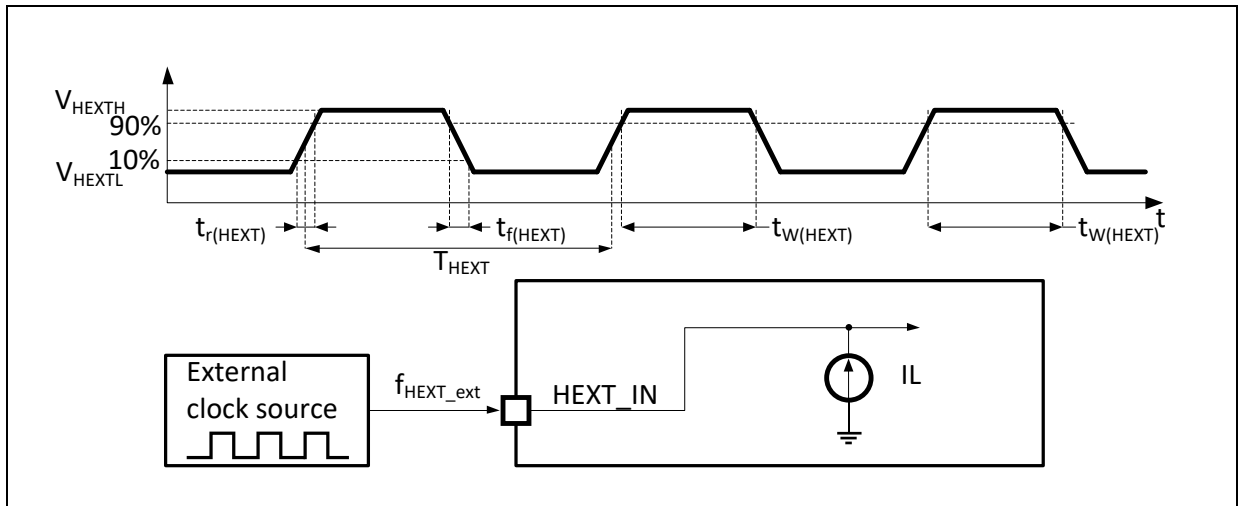 V_HEXTH
90%
10%
V_HEXTL
t
t_r(HEXT)
t_f(HEXT)
t_W(HEXT)
t_W(HEXT)
T_HEXT
External
clock source
f_HEXT_ext
HEXT_IN
IL